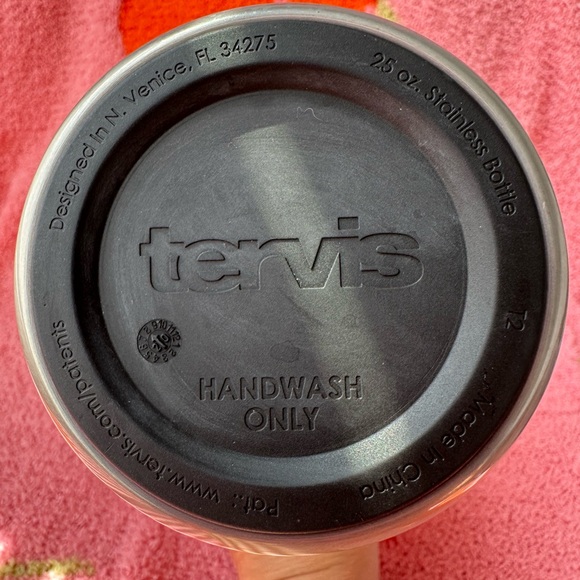 Designed in N. Venice, FL 34275
25 oz. Stainless Bottle
tervis
HANDWASH
ONLY
Pat.: www.tervis.com/patents
Made in China